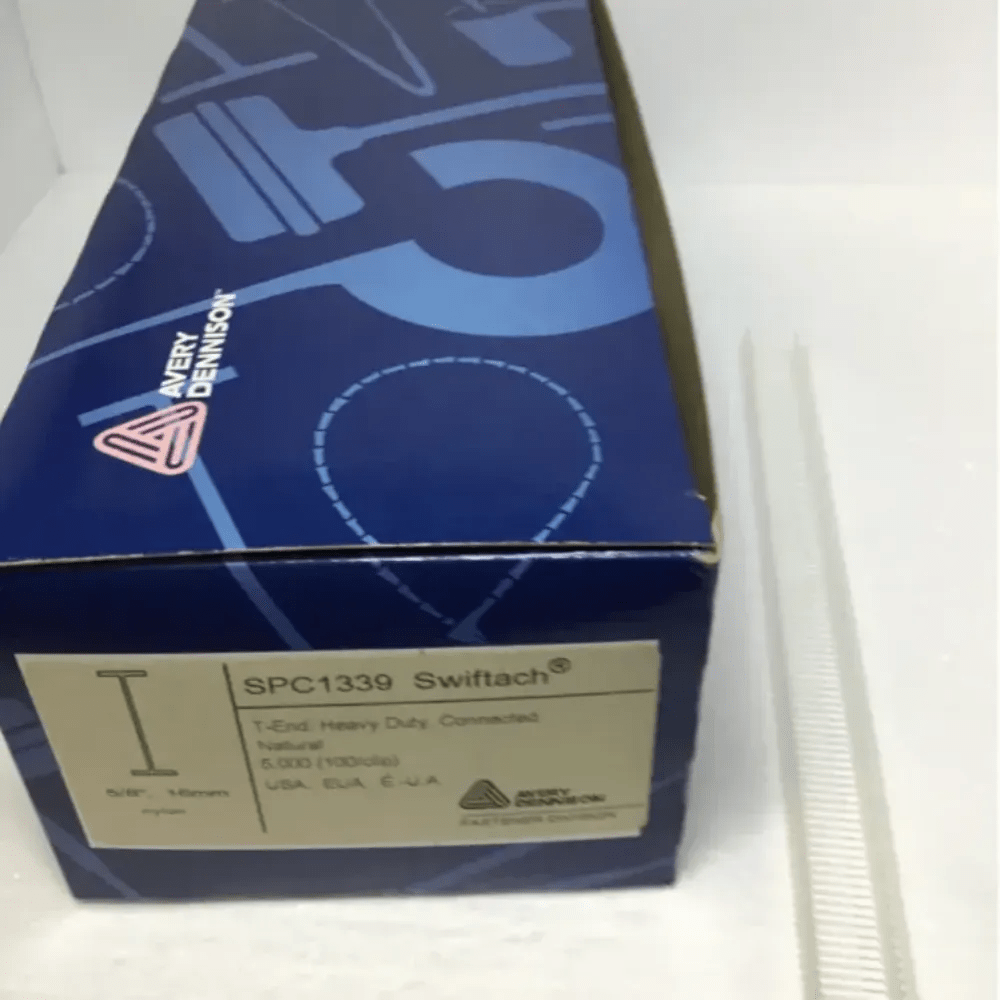 AVERY
DENNISON™
SPC1339 Swiftach®
T-End, Heavy Duty, Connected
Natural
5,000 (100/clip)
USA, EUA, É.-U.A
5/8", 16mm
nylon
AVERY
DENNISON
FASTENER DIVISION